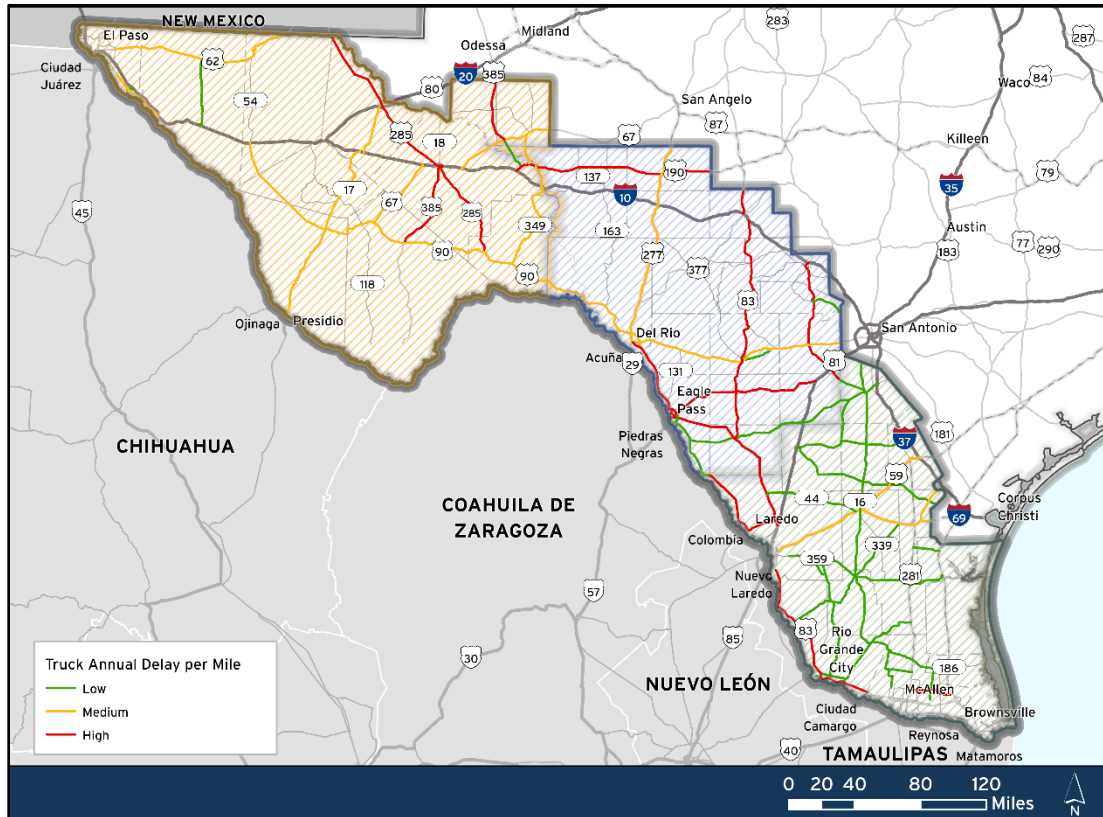 NEW MEXICO
El Paso
Ciudad
Juárez
62
54
45
Odessa
Midland
20
385
80
283
287
84
Waco
San Angelo
87
67
Killeen
285
18
137
190
79
35
10
17
67
385
285
349
163
Austin
77
290
183
277
377
90
90
118
83
Ojinaga
Presidio
Del Rio
San Antonio
Acuña
29
131
81
Eagle
Pass
Piedras
Negras
37
181
59
CHIHUAHUA
COAHUILA DE
ZARAGOZA
44
16
Corpus
Christi
69
Laredo
Colombia
359
339
281
Nuevo
Laredo
57
85
83
Rio
Grande
City
30
186
NUEVO LEÓN
McAllen
Ciudad
Camargo
Brownsville
Reynosa
40
TAMAULIPAS
Matamoros
Truck Annual Delay per Mile
Low
Medium
High
0 20 40 80 120
Miles
N